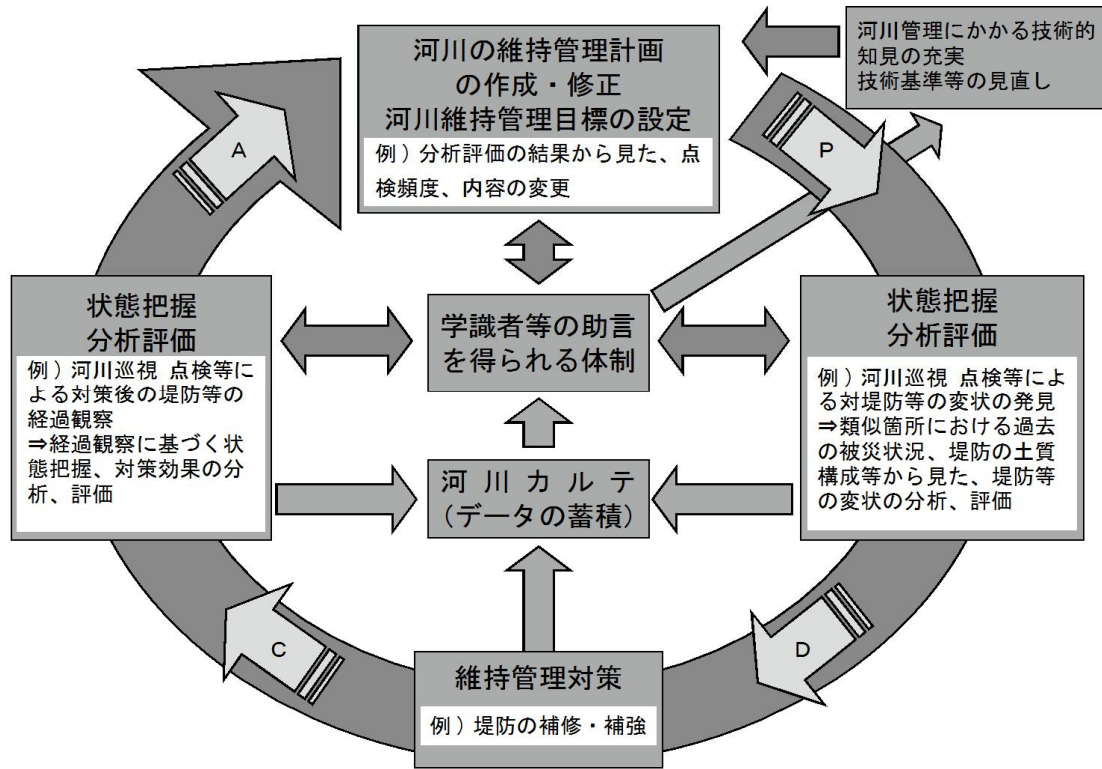 河川の維持管理計画
の作成・修正
河川維持管理目標の設定
例）分析評価の結果から見た、点
検頻度、内容の変更
河川管理にかかる技術的
知見の充実
技術基準等の見直し
A
P
状態把握
分析評価
例）河川巡視 点検等に
よる対策後の堤防等の
経過観察
⇒経過観察に基づく状
態把握、対策効果の分
析、評価
学識者等の助言
を得られる体制
状態把握
分析評価
例）河川巡視 点検等によ
る対堤防等の変状の発見
⇒類似箇所における過去
の被災状況、堤防の土質
構成等から見た、堤防等
の変状の分析、評価
河川カルテ
（データの蓄積）
C
D
維持管理対策
例）堤防の補修・補強